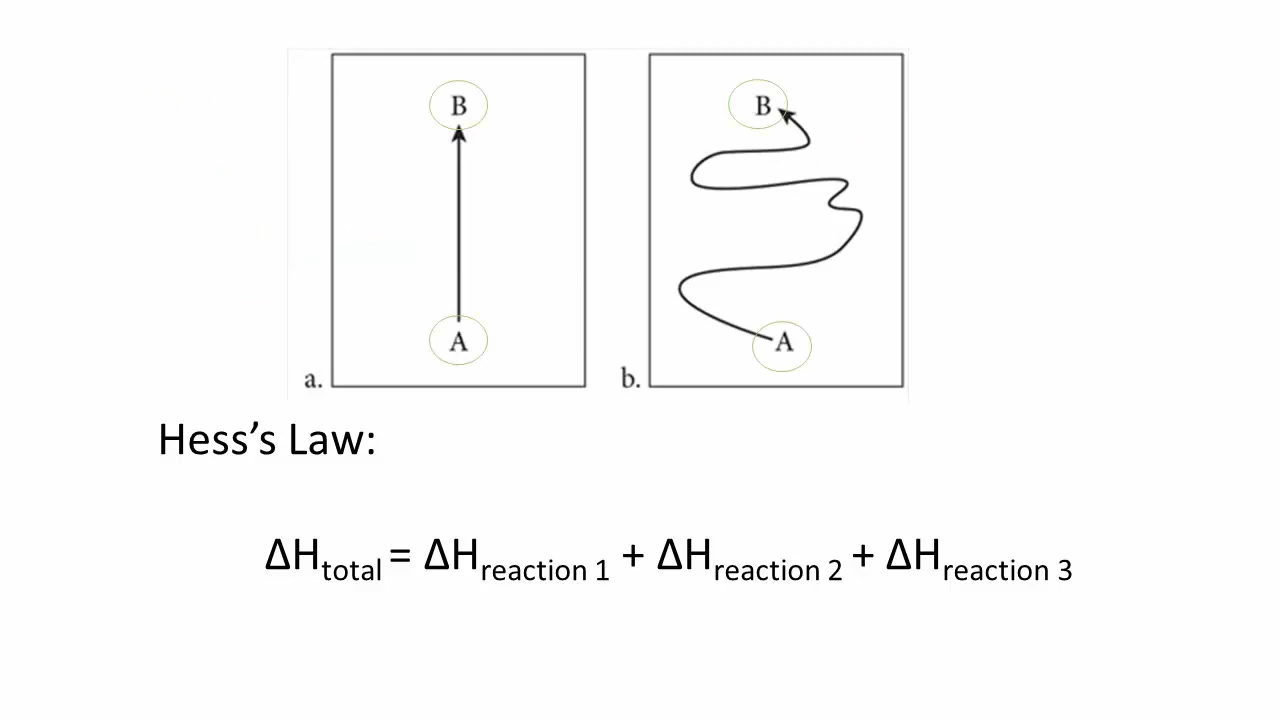 B
A
a.
B
A
b.
Hess’s Law:
ΔHtotal = ΔHreaction 1 + ΔHreaction 2 + ΔHreaction 3